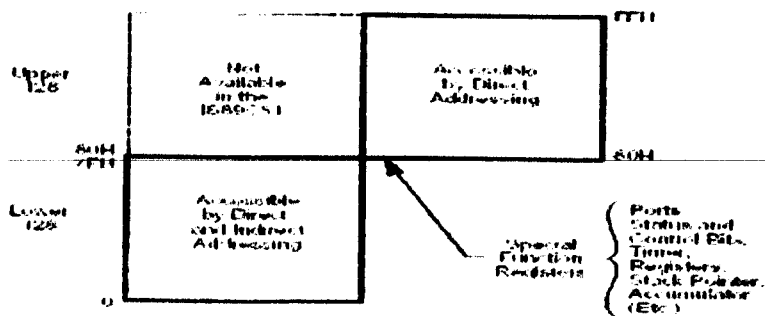 FFH
Upper
128
Not
Available
in the
Accessible
by Direct
Addressing
80H
7FH
80H
Lower
128
Accessible
by Direct
and Indirect
Addressing
0
Special
Function
Registers
Ports
Status and
Control Bits
Timer
Registers
Stack Pointer
Accumulator
(Etc.)